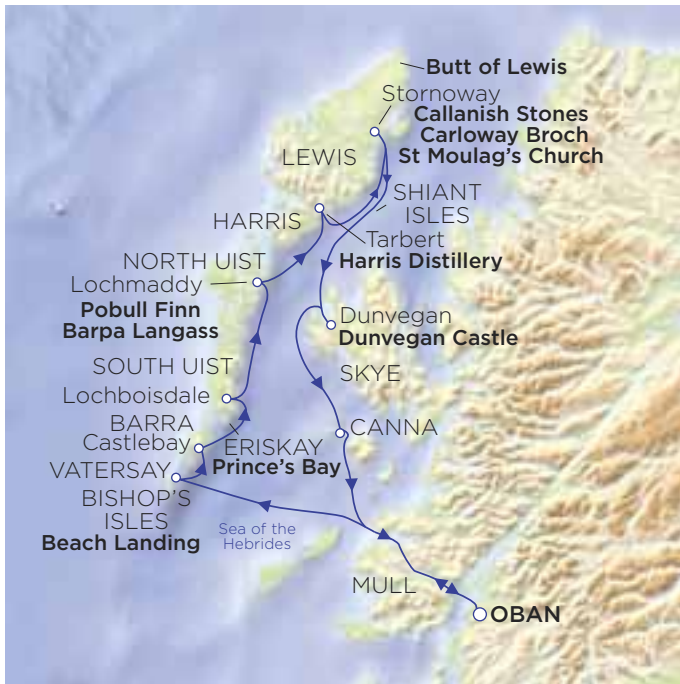 Butt of Lewis
Stornoway
Callanish Stones
Carloway Broch
St Moulag's Church
LEWIS
SHIANT
ISLES
HARRIS
Tarbert
Harris Distillery
NORTH UIST
Lochmaddy
Pobull Finn
Barpa Langass
Dunvegan
Dunvegan Castle
SOUTH UIST
SKYE
Lochboisdale
BARRA
Castlebay
CANNA
ERISKAY
Prince's Bay
VATERSAY
BISHOP'S
ISLES
Beach Landing
Sea of the
Hebrides
MULL
OBAN